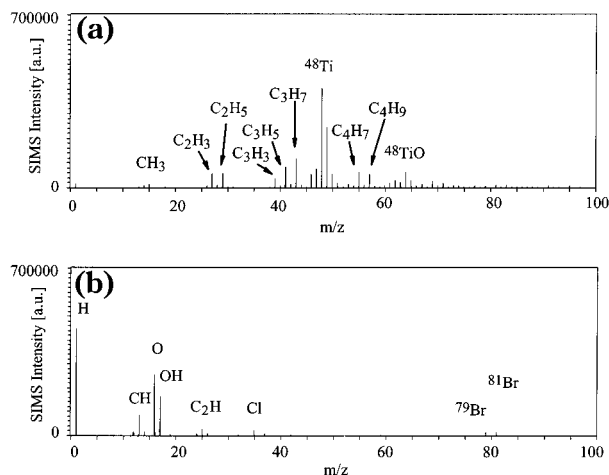 700000
(a)
SIMS Intensity [a.u.]
⁴⁸Ti
C₃H₇
C₂H₅
C₂H₃
C₃H₅
C₃H₃
CH₃
C₄H₇
C₄H₉
⁴⁸TiO
0
0 20 40 60 80 100
m/z
700000
(b)
SIMS Intensity [a.u.]
H
O
OH
CH
C₂H
Cl
⁷⁹Br
⁸¹Br
0
0 20 40 60 80 100
m/z